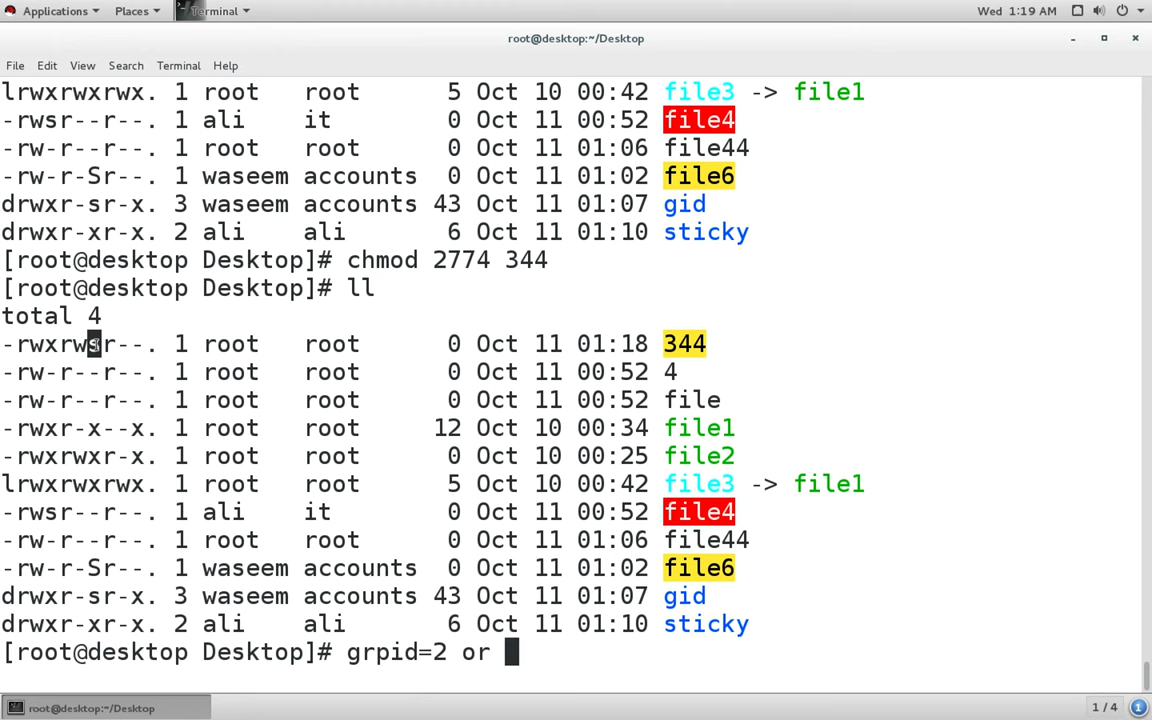 Applications Places Terminal Wed 1:19 AM
root@desktop:~/Desktop
File Edit View Search Terminal Help
lrwxrwxrwx. 1 root root 5 Oct 10 00:42 file3 -> file1
-rwsr--r--. 1 ali it 0 Oct 11 00:52 file4
-rw-r--r--. 1 root root 0 Oct 11 01:06 file44
-rw-r-Sr--. 1 waseem accounts 0 Oct 11 01:02 file6
drwxr-sr-x. 3 waseem accounts 43 Oct 11 01:07 gid
drwxr-xr-x. 2 ali ali 6 Oct 11 01:10 sticky
[root@desktop Desktop]# chmod 2774 344
[root@desktop Desktop]# ll
total 4
-rwxrwsr--. 1 root root 0 Oct 11 01:18 344
-rw-r--r--. 1 root root 0 Oct 11 00:52 4
-rw-r--r--. 1 root root 0 Oct 11 00:52 file
-rwxr-x--x. 1 root root 12 Oct 10 00:34 file1
-rwxrwxr-x. 1 root root 0 Oct 10 00:25 file2
lrwxrwxrwx. 1 root root 5 Oct 10 00:42 file3 -> file1
-rwsr--r--. 1 ali it 0 Oct 11 00:52 file4
-rw-r--r--. 1 root root 0 Oct 11 01:06 file44
-rw-r-Sr--. 1 waseem accounts 0 Oct 11 01:02 file6
drwxr-sr-x. 3 waseem accounts 43 Oct 11 01:07 gid
drwxr-xr-x. 2 ali ali 6 Oct 11 01:10 sticky
[root@desktop Desktop]# grpid=2 or
root@desktop:~/Desktop 1 / 4 1